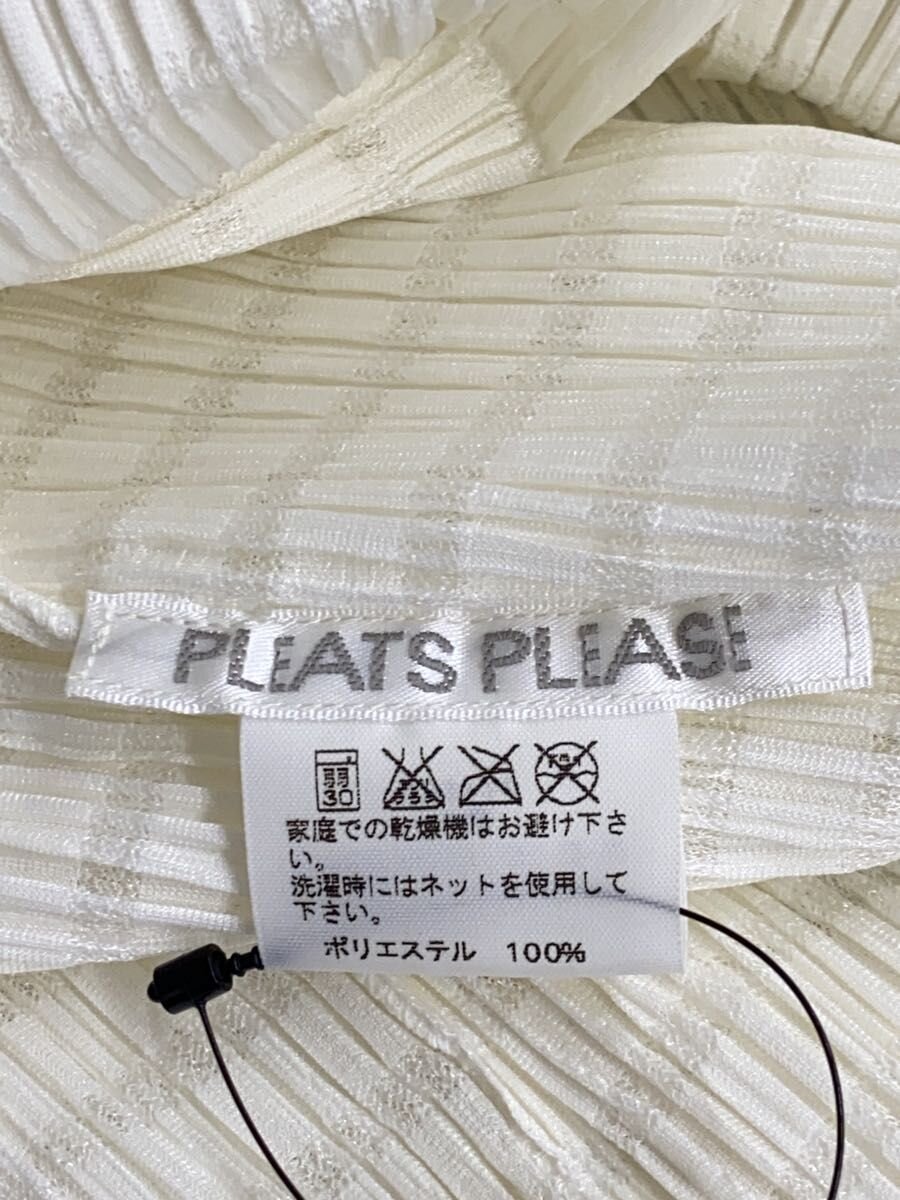 PLEATS PLEASE
弱
30
家庭での乾燥機はお避け下さ
い。
洗濯時にはネットを使用して
下さい。
ポリエステル 100%